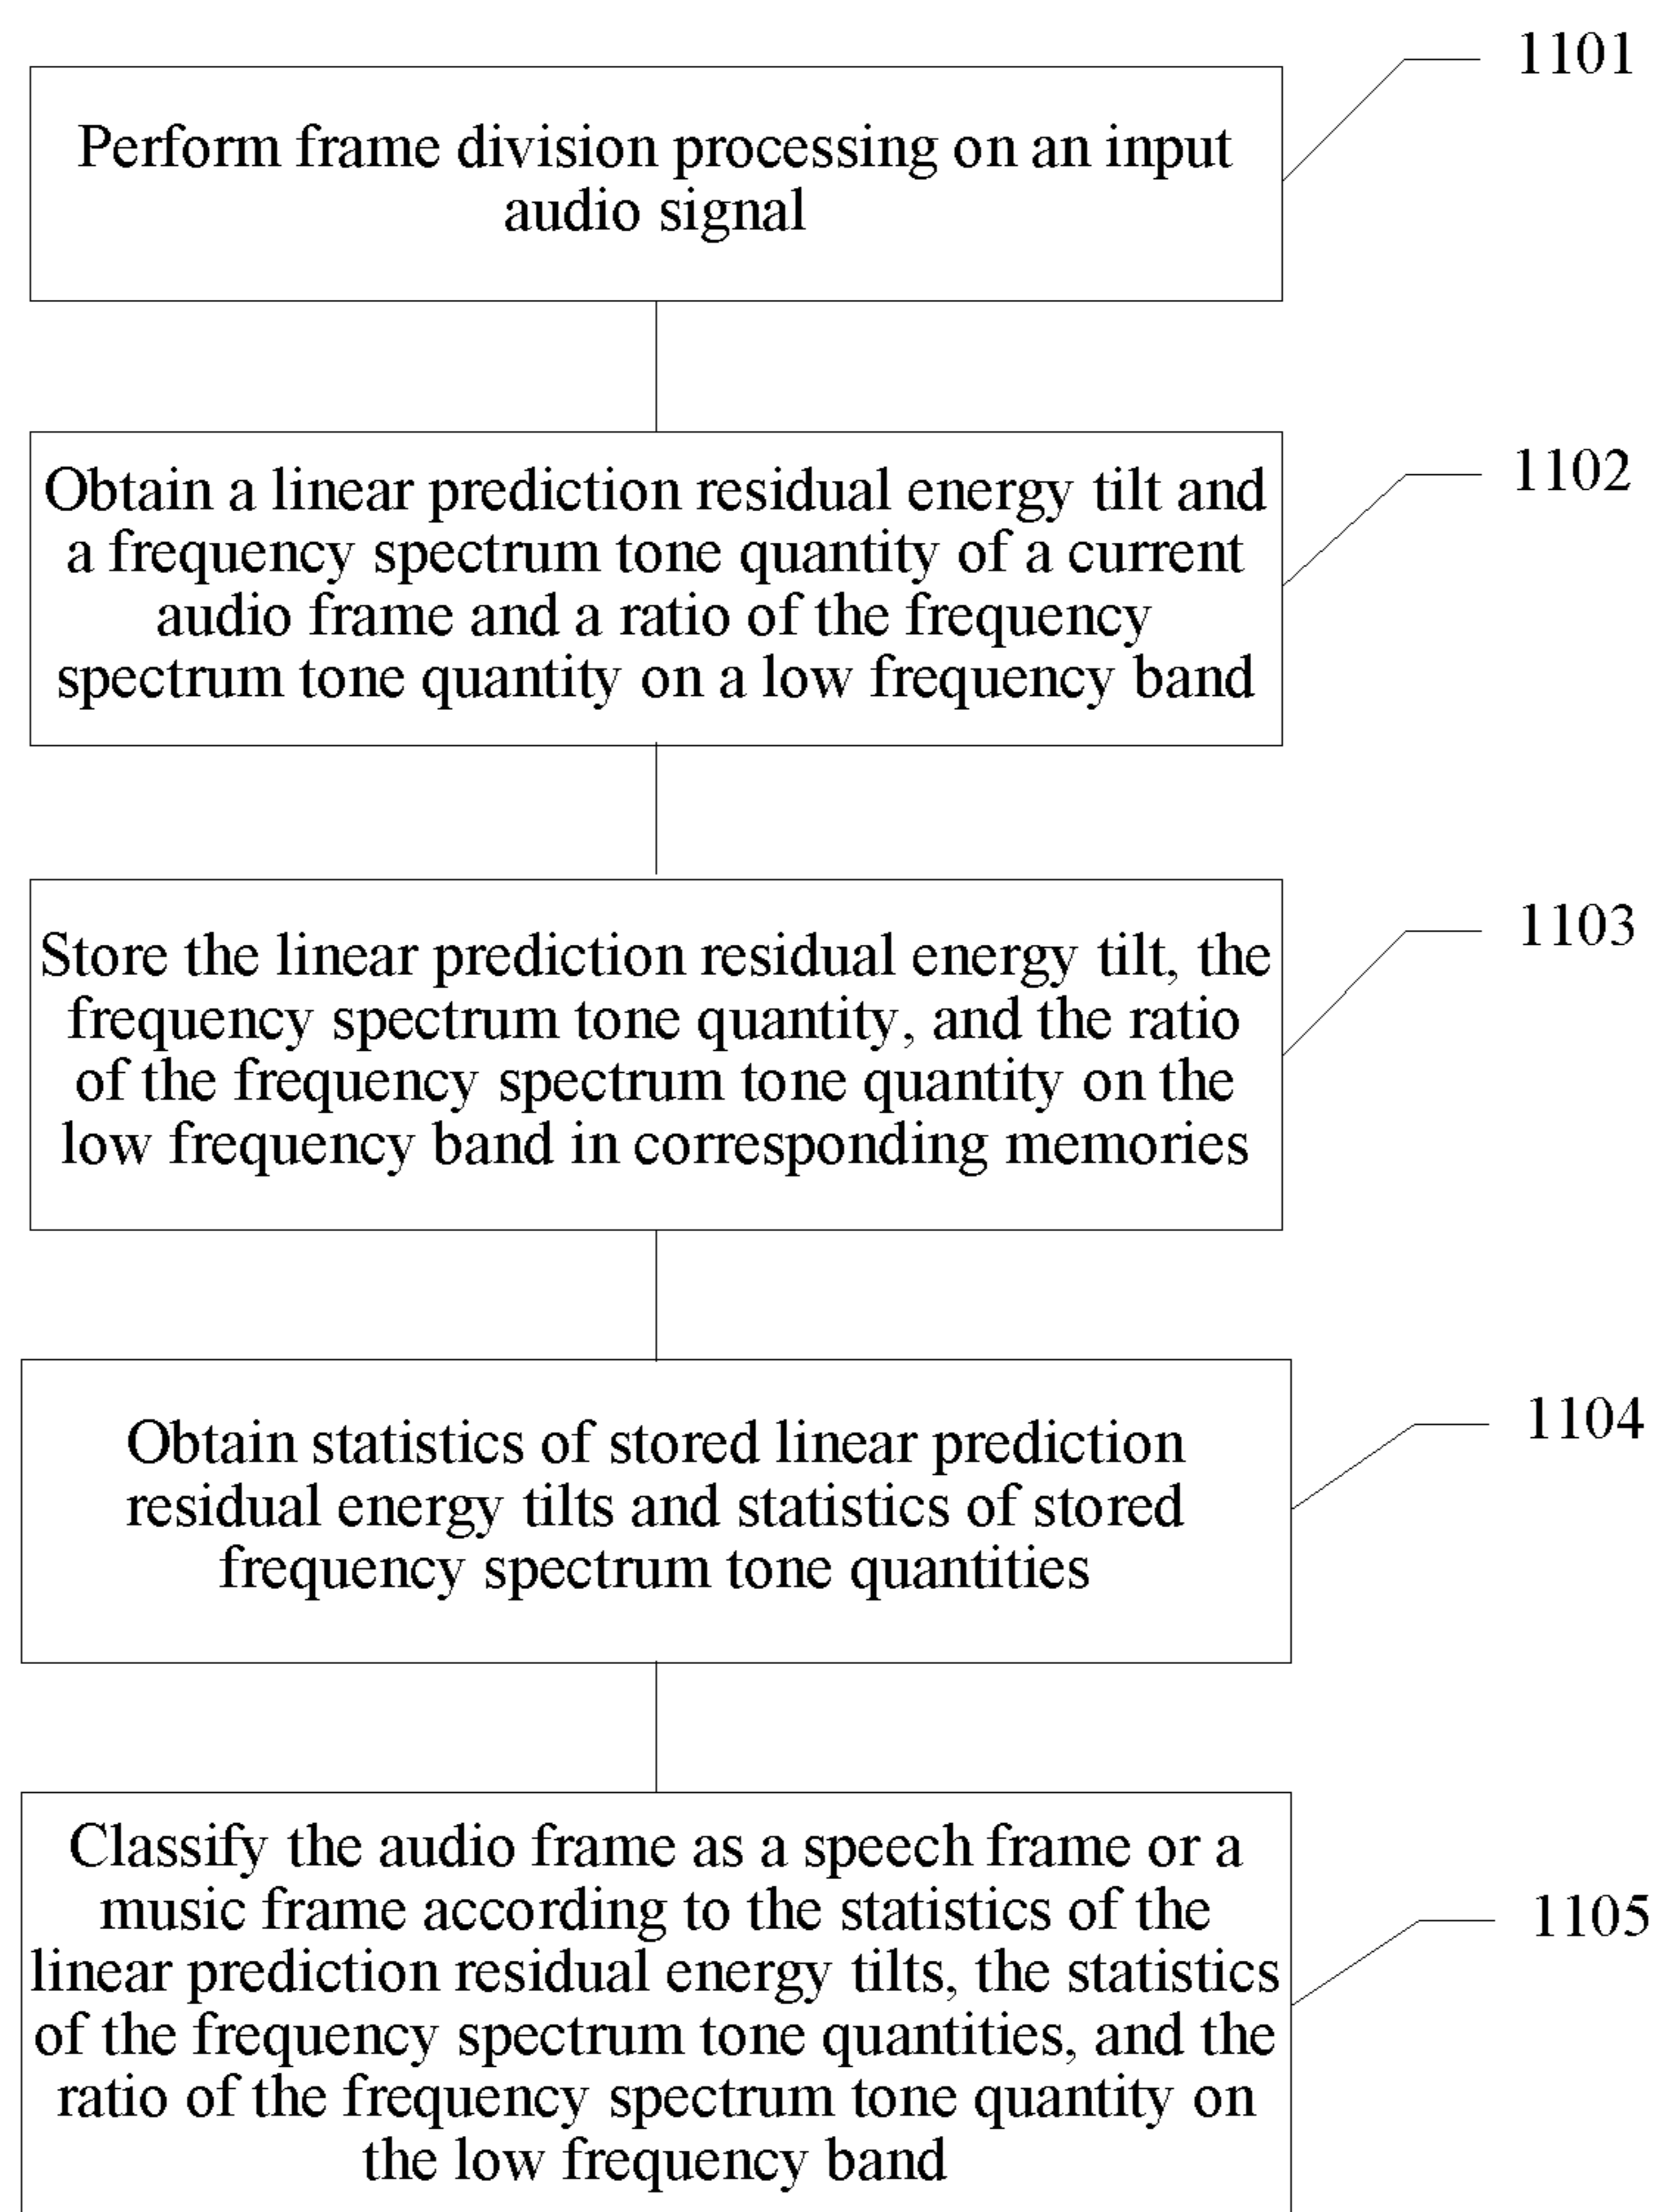 1101
Perform frame division processing on an input
audio signal
1102
Obtain a linear prediction residual energy tilt and
a frequency spectrum tone quantity of a current
audio frame and a ratio of the frequency
spectrum tone quantity on a low frequency band
1103
Store the linear prediction residual energy tilt, the
frequency spectrum tone quantity, and the ratio
of the frequency spectrum tone quantity on the
low frequency band in corresponding memories
1104
Obtain statistics of stored linear prediction
residual energy tilts and statistics of stored
frequency spectrum tone quantities
1105
Classify the audio frame as a speech frame or a
music frame according to the statistics of the
linear prediction residual energy tilts, the statistics
of the frequency spectrum tone quantities, and the
ratio of the frequency spectrum tone quantity on
the low frequency band